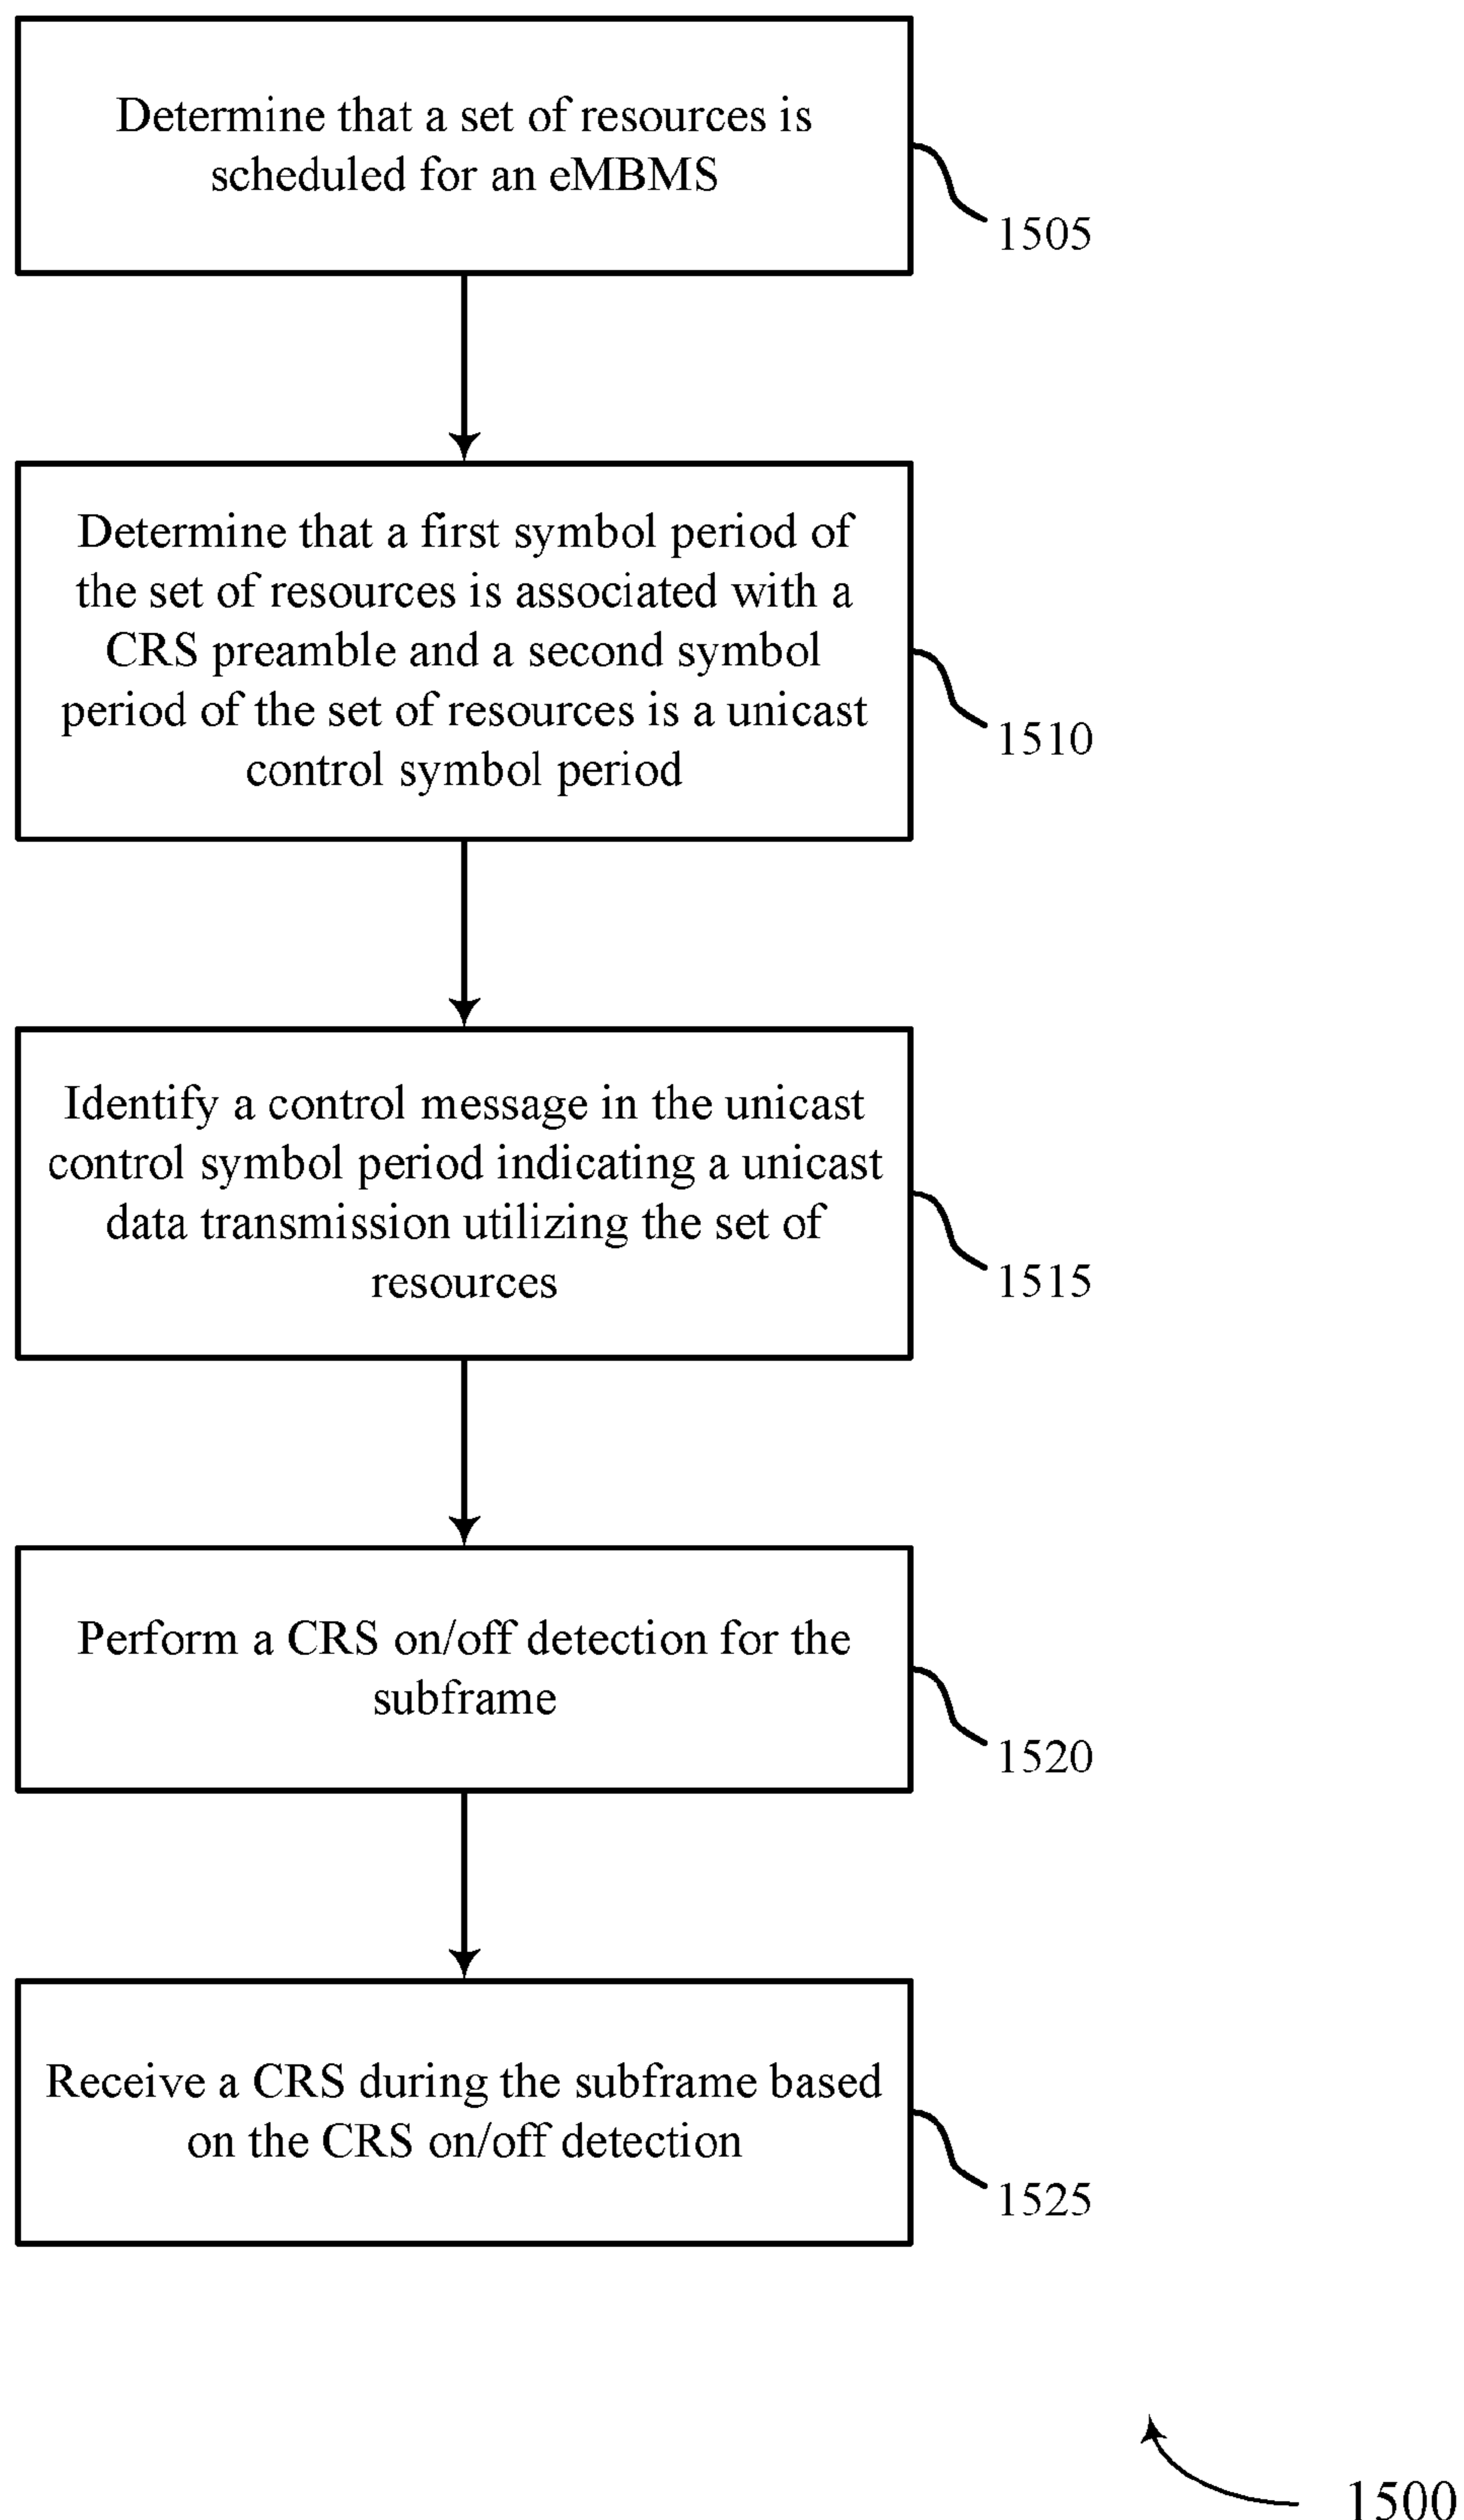 Determine that a set of resources is
scheduled for an eMBMS
1505
Determine that a first symbol period of
the set of resources is associated with a
CRS preamble and a second symbol
period of the set of resources is a unicast
control symbol period
1510
Identify a control message in the unicast
control symbol period indicating a unicast
data transmission utilizing the set of
resources
1515
Perform a CRS on/off detection for the
subframe
1520
Receive a CRS during the subframe based
on the CRS on/off detection
1525
1500